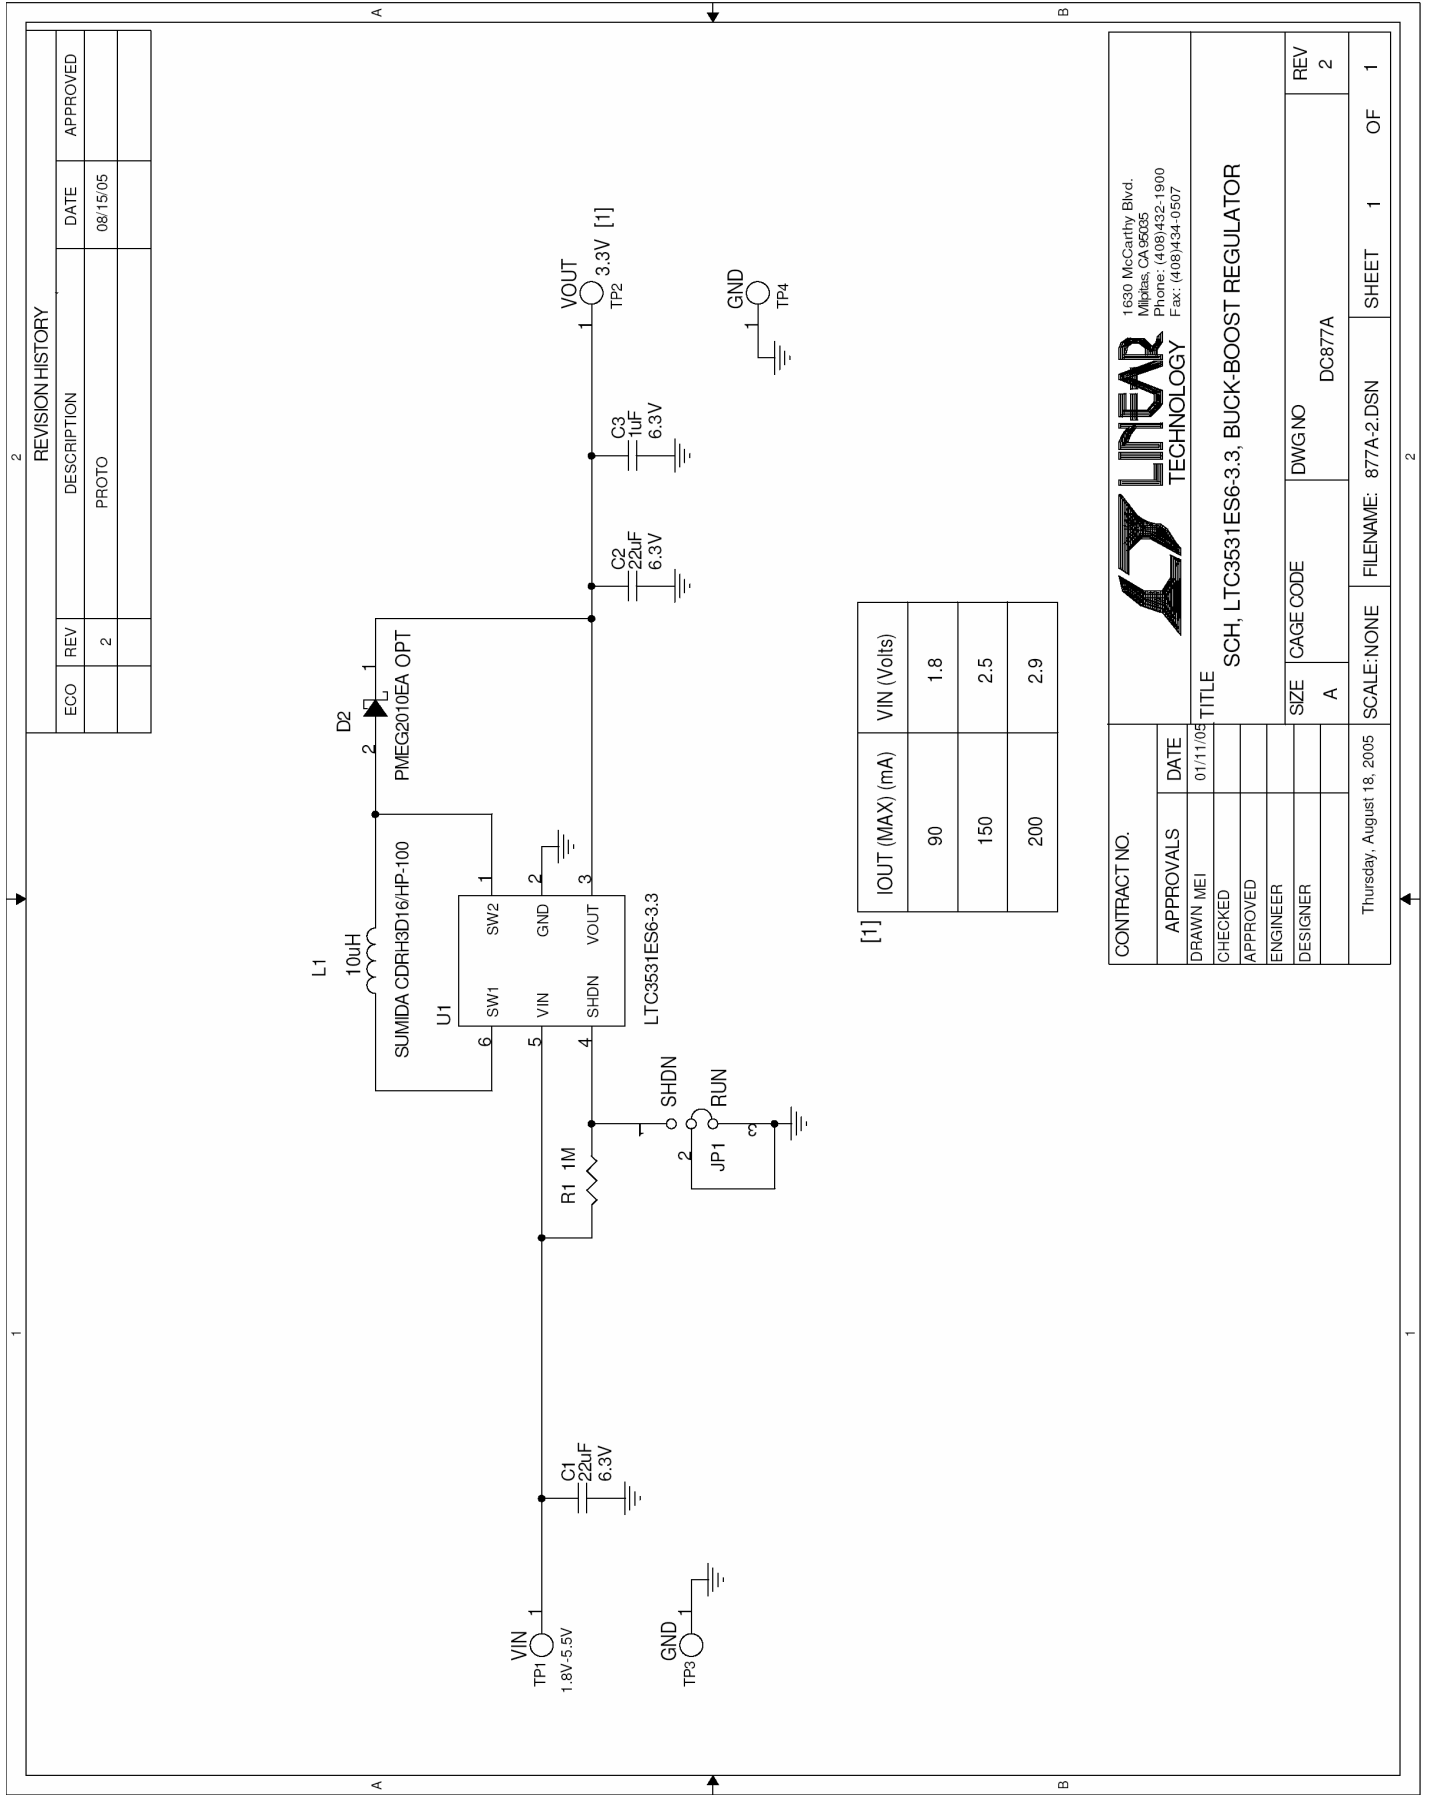 1
2
A
B
REVISION HISTORY
ECO REV DESCRIPTION DATE APPROVED
2 PROTO 08/15/05
L1
10uH
SUMIDA CDRH3D16/HP-100
D2
2 1
PMEG2010EA OPT
U1
6 SW1 SW2 1
5 VIN GND 2
4 SHDN VOUT 3
LTC3531ES6-3.3
VIN
TP1
1
1.8V-5.5V
C1
22uF
6.3V
GND
TP3
1
R1 1M
1
SHDN
2
JP1
RUN
3
C2
22uF
6.3V
C3
1uF
6.3V
VOUT
1
3.3V [1]
TP2
GND
1
TP4
[1]
IOUT (MAX) (mA) VIN (Volts)
90 1.8
150 2.5
200 2.9
CONTRACT NO.
APPROVALS DATE
DRAWN MEI 01/11/05
CHECKED
APPROVED
ENGINEER
DESIGNER
Thursday, August 18, 2005
LINEAR
TECHNOLOGY
1630 McCarthy Blvd.
Milpitas, CA 95035
Phone: (408)432-1900
Fax: (408)434-0507
TITLE
SCH, LTC3531ES6-3.3, BUCK-BOOST REGULATOR
SIZE CAGE CODE DWG NO REV
A DC877A 2
SCALE: NONE FILENAME: 877A-2.DSN SHEET 1 OF 1
A
B
1
2